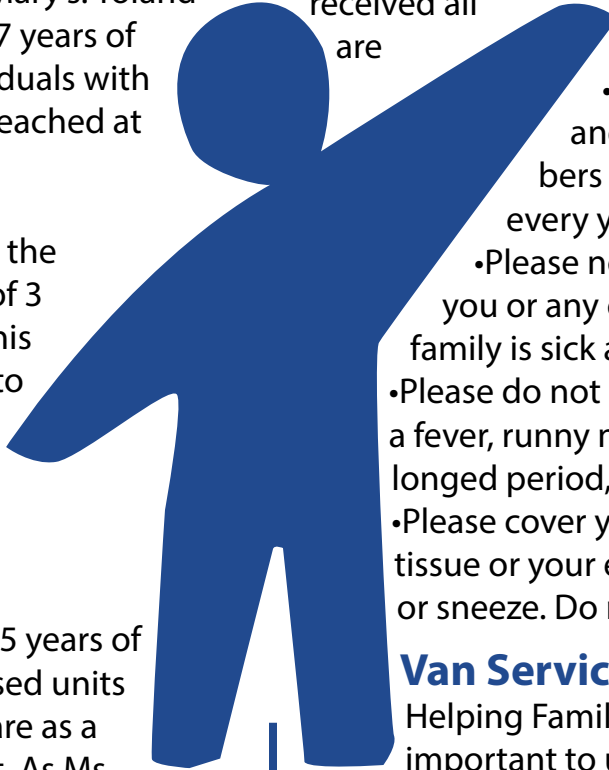 7 years of
duals with
eached at
the
of 3
his
to
5 years of
sed units
are as a
As Ms
received all
are
•
and
bers
every y
•Please n
you or any
family is sick a
•Please do not
a fever, runny n
longed period,
•Please cover y
tissue or your e
or sneeze. Do
Van Servic
Helping Famil
important to